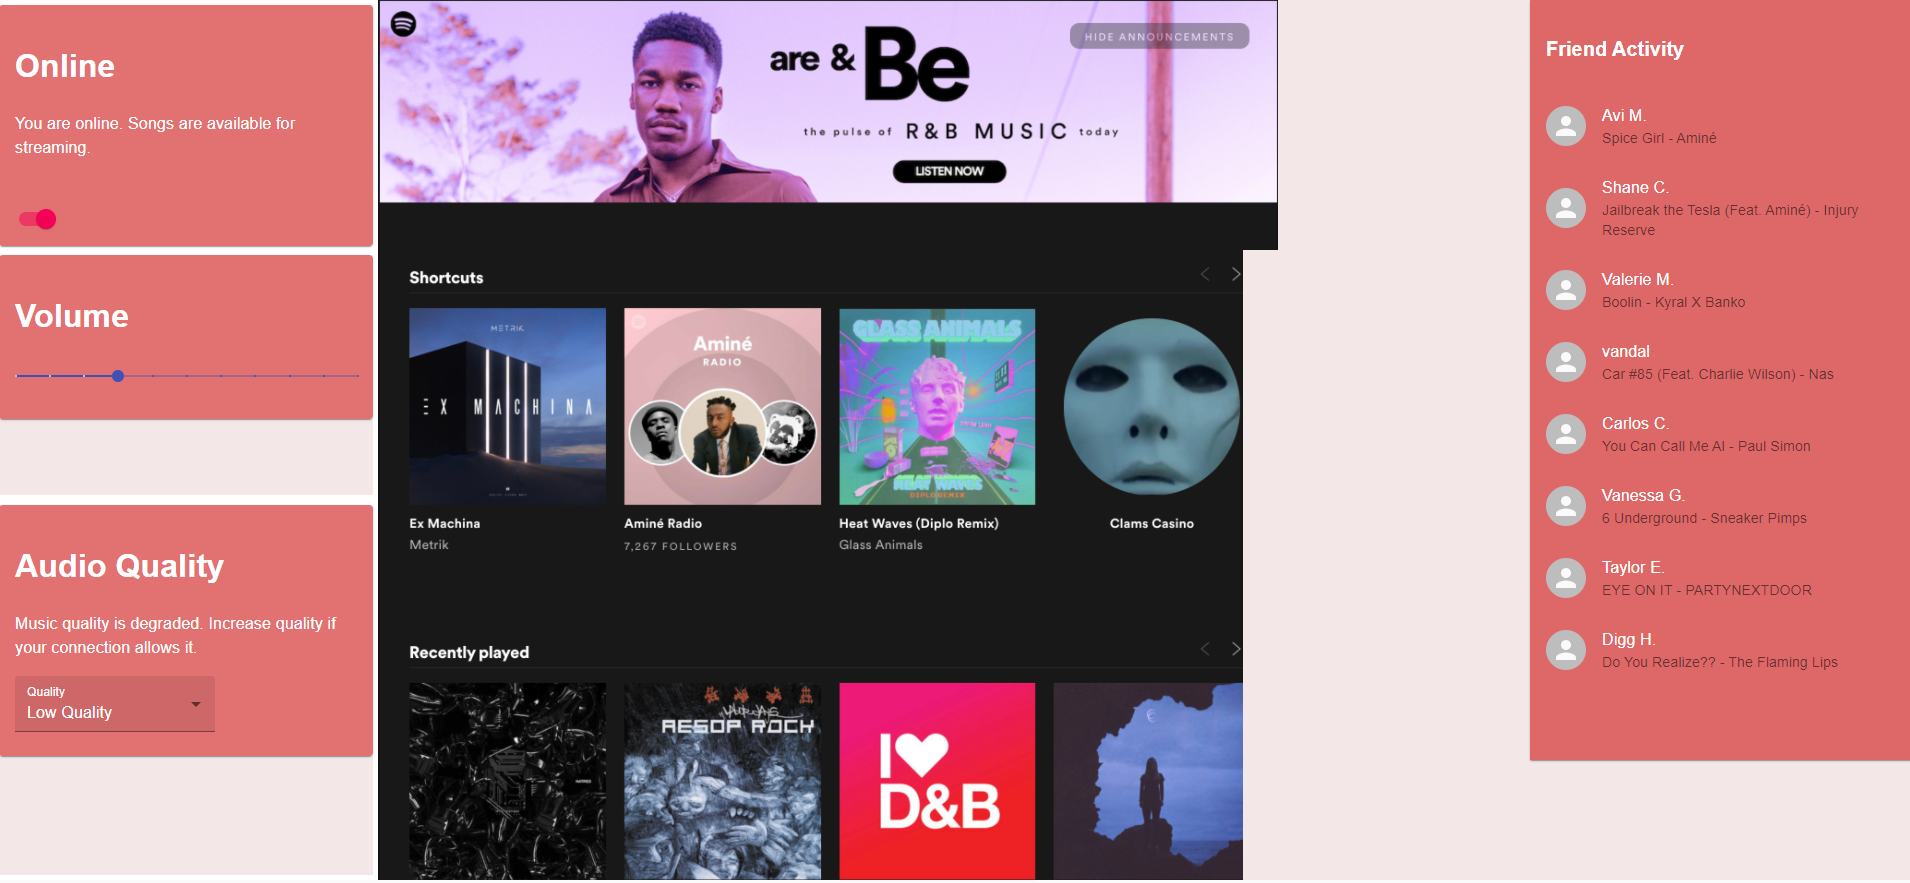 Online
You are online. Songs are available for
streaming.
Volume
Audio Quality
Music quality is degraded. Increase quality if
your connection allows it.
Quality
Low Quality
are & Be
HIDE ANNOUNCEMENTS
the pulse of R&B MUSIC today
LISTEN NOW
Shortcuts
METRIK
EX MACHINA
Aminé
RADIO
GLASS ANIMALS
HEAT WAVES
DIPLO REMIX
Ex Machina
Metrik
Aminé Radio
7,267 FOLLOWERS
Heat Waves (Diplo Remix)
Glass Animals
Clams Casino
Recently played
AESOP ROCK
I
D&B
Friend Activity
Avi M.
Spice Girl - Aminé
Shane C.
Jailbreak the Tesla (Feat. Aminé) - Injury
Reserve
Valerie M.
Boolin - Kyral X Banko
vandal
Car #85 (Feat. Charlie Wilson) - Nas
Carlos C.
You Can Call Me Al - Paul Simon
Vanessa G.
6 Underground - Sneaker Pimps
Taylor E.
EYE ON IT - PARTYNEXTDOOR
Digg H.
Do You Realize?? - The Flaming Lips